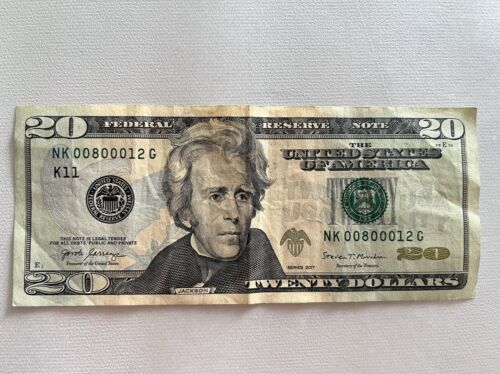 20 FEDERAL RESERVE NOTE 20
THE
UNITED STATES
OF AMERICA
NK 00800012 G
K11
THIS NOTE IS LEGAL TENDER
FOR ALL DEBTS, PUBLIC AND PRIVATE
Treasurer of the United States.
NK 00800012 G
SERIES 2017
Steven T. Mnuchin
Secretary of the Treasury.
20
20 JACKSON TWENTY DOLLARS